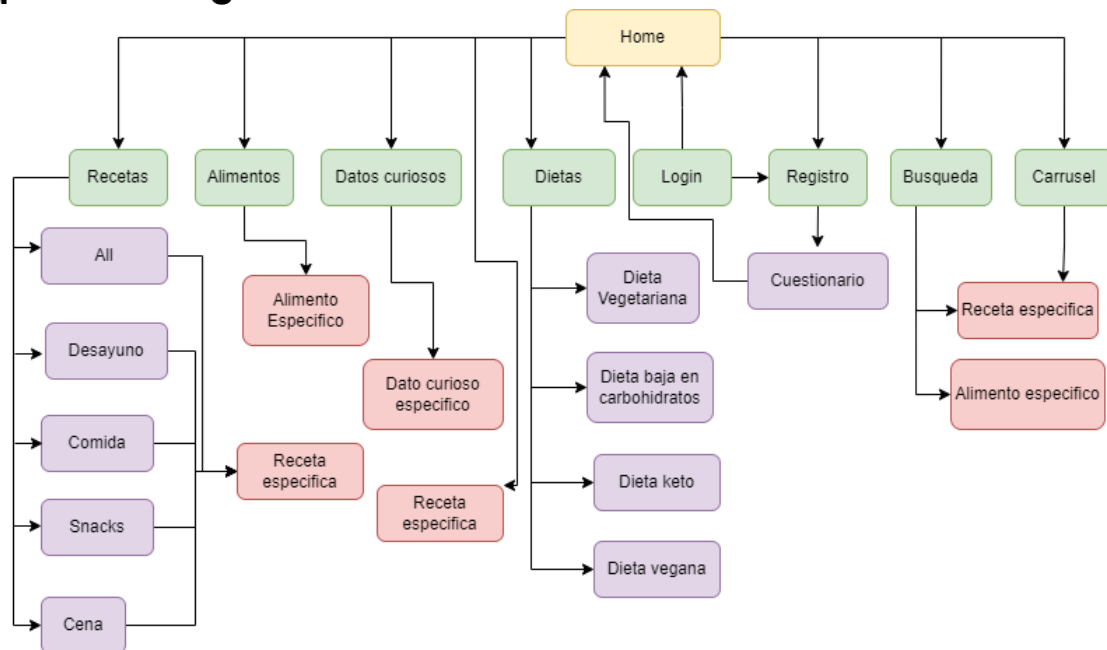 Home
Recetas
Alimentos
Datos curiosos
Dietas
Login
Registro
Busqueda
Carrusel
All
Desayuno
Comida
Snacks
Cena
Alimento
Especifico
Dato curioso
especifico
Receta
especifica
Receta
especifica
Dieta
Vegetariana
Dieta baja en
carbohidratos
Dieta keto
Dieta vegana
Cuestionario
Receta especifica
Alimento especifico